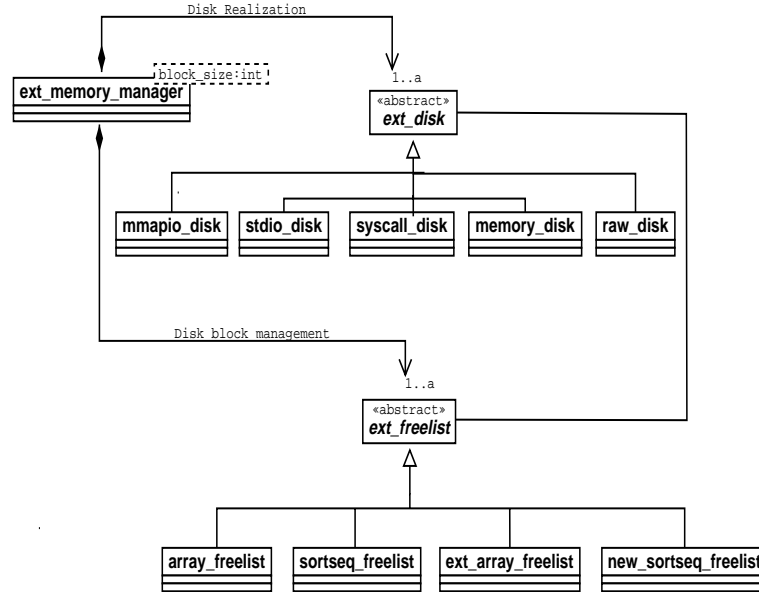 Disk Realization
block_size:int
ext_memory_manager
1..a
«abstract»
ext_disk
mmapio_disk
stdio_disk
syscall_disk
memory_disk
raw_disk
Disk block management
1..a
«abstract»
ext_freelist
array_freelist
sortseq_freelist
ext_array_freelist
new_sortseq_freelist